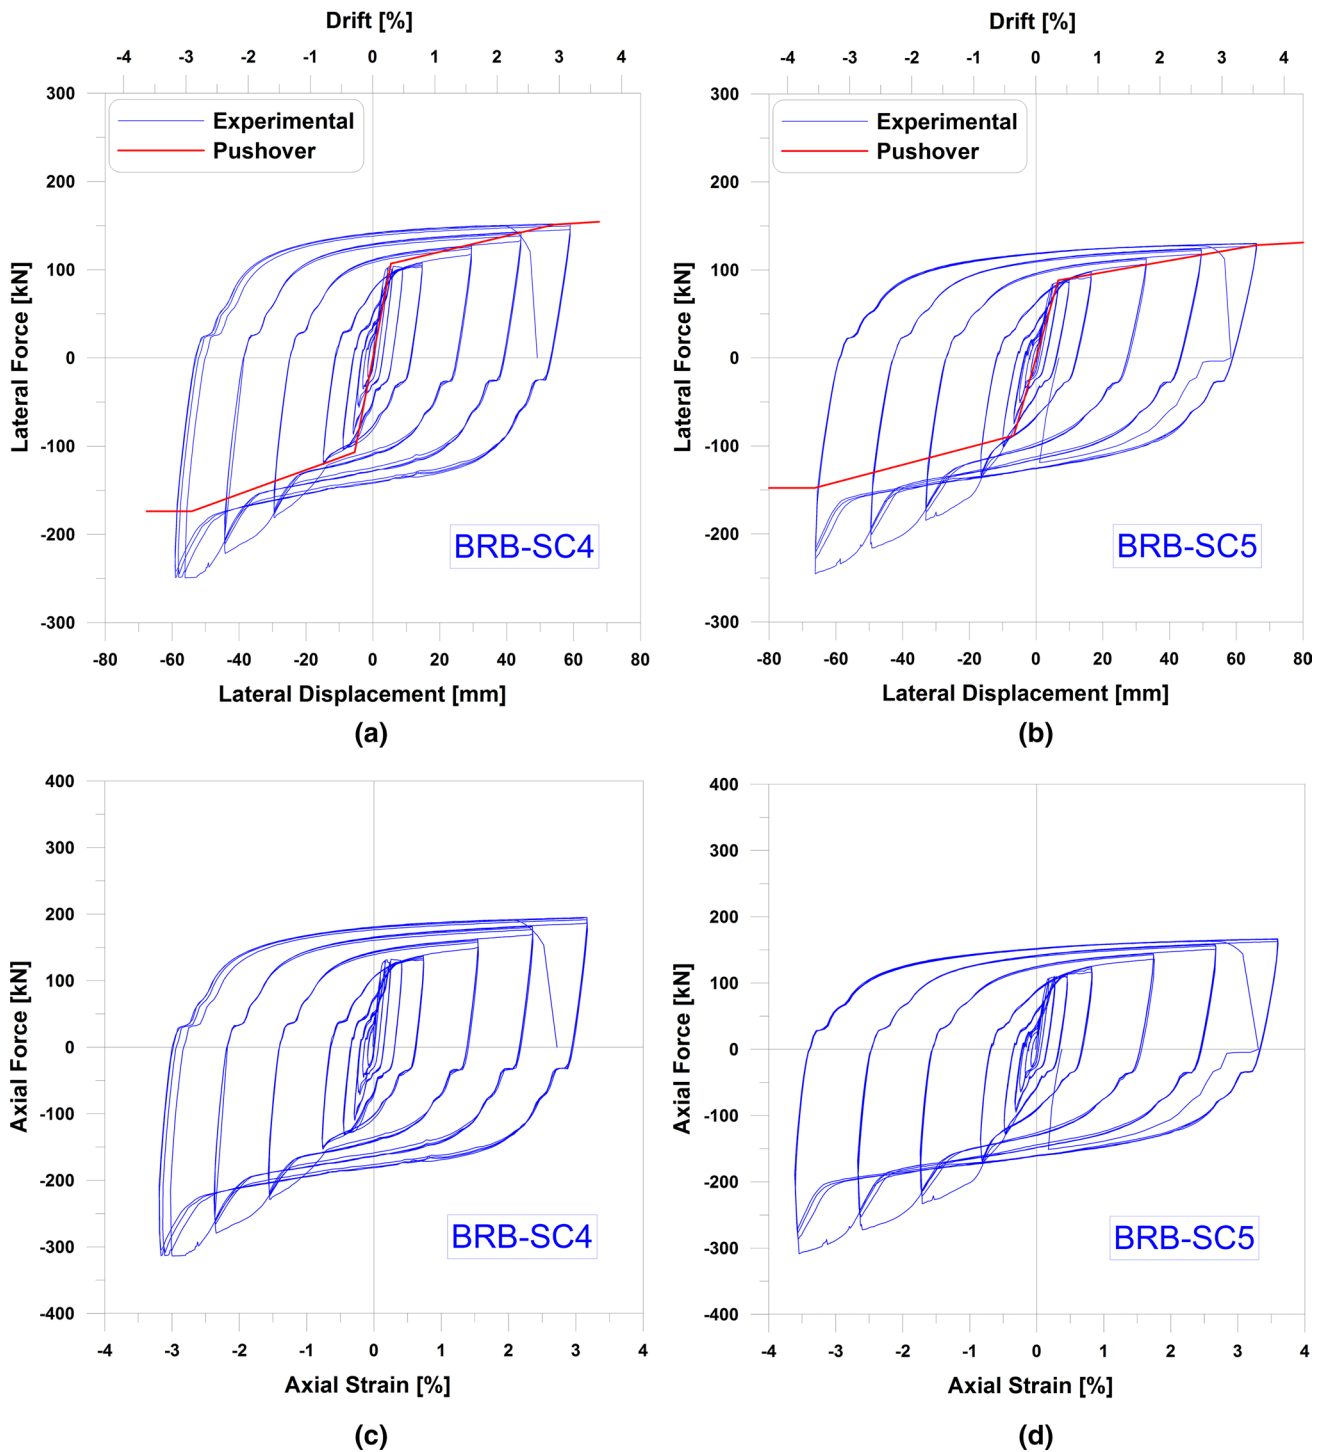 Drift [%]
-4 -3 -2 -1 0 1 2 3 4
300
200
100
0
-100
-200
-300
Lateral Force [kN]
Experimental
Pushover
BRB-SC4
-80 -60 -40 -20 0 20 40 60 80
Lateral Displacement [mm]
(a)
Drift [%]
-4 -3 -2 -1 0 1 2 3 4
300
200
100
0
-100
-200
-300
Lateral Force [kN]
Experimental
Pushover
BRB-SC5
-80 -60 -40 -20 0 20 40 60 80
Lateral Displacement [mm]
(b)
400
300
200
100
0
-100
-200
-300
-400
Axial Force [kN]
BRB-SC4
-4 -3 -2 -1 0 1 2 3 4
Axial Strain [%]
(c)
400
300
200
100
0
-100
-200
-300
-400
Axial Force [kN]
BRB-SC5
-4 -3 -2 -1 0 1 2 3 4
Axial Strain [%]
(d)